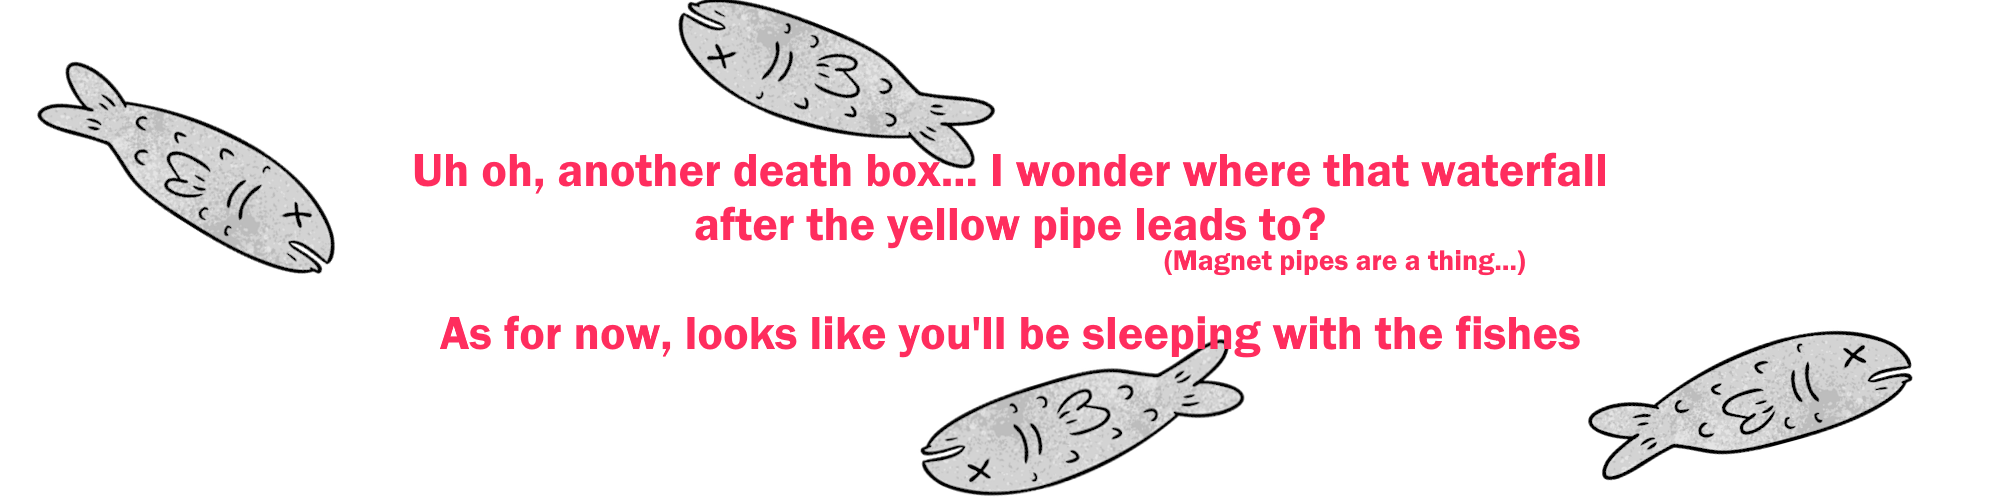 Uh oh, another death box... I wonder where that waterfall
after the yellow pipe leads to?
(Magnet pipes are a thing...)
As for now, looks like you'll be sleeping with the fishes